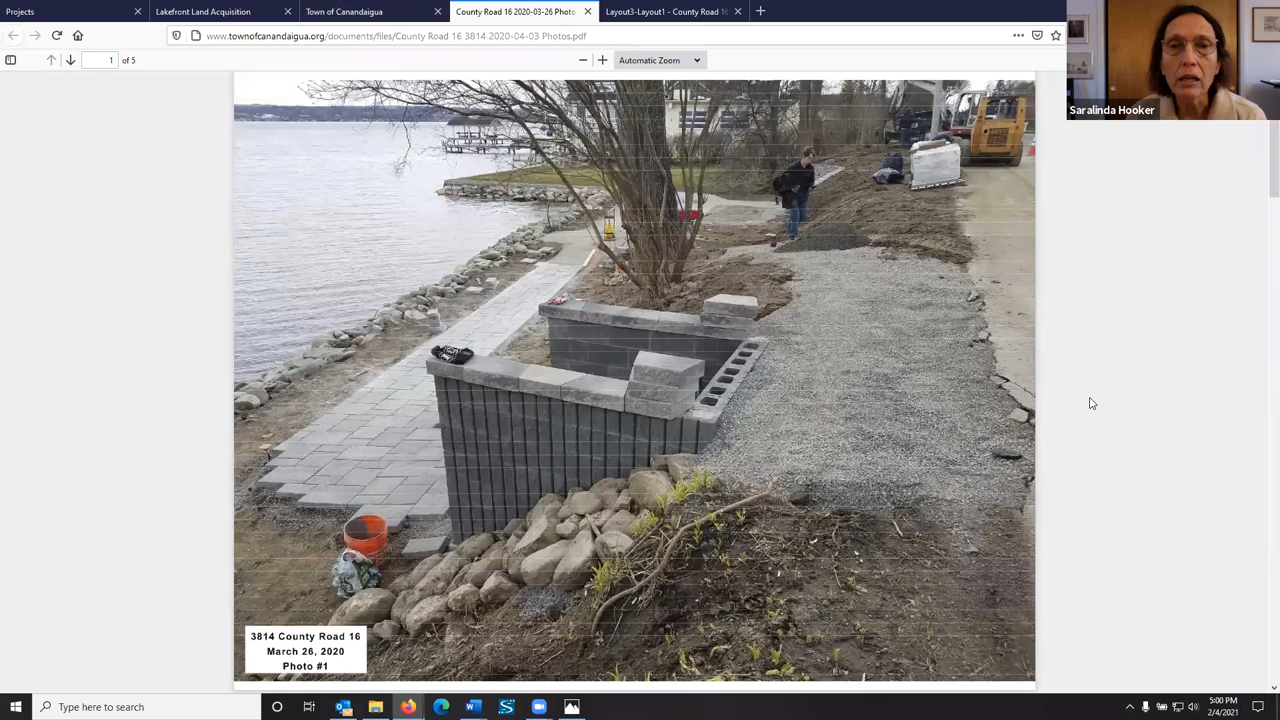 Projects
Lakefront Land Acquisition
Town of Canandaigua
County Road 16 2020-03-26 Photo
Layout3-Layout1 - County Road 16
www.townofcanandaigua.org/documents/files/County Road 16 3814 2020-04-03 Photos.pdf
1 of 5
Automatic Zoom
Saralinda Hooker
3814 County Road 16
March 26, 2020
Photo #1
Type here to search
5:00 PM
2/4/2021